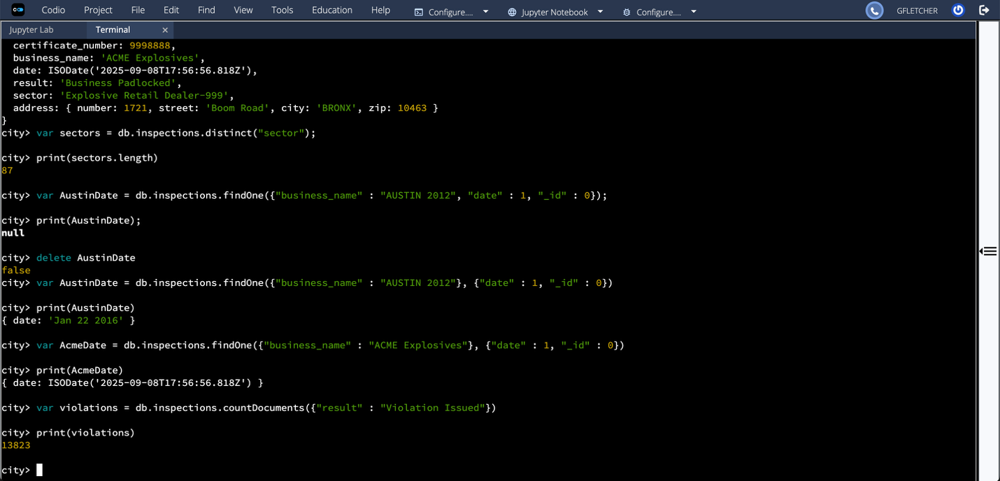 Codio Project File Edit Find View Tools Education Help Configure.... Jupyter Notebook Configure.... GFLETCHER
Jupyter Lab Terminal ×
certificate_number: 9998888,
business_name: 'ACME Explosives',
date: ISODate('2025-09-08T17:56:56.818Z'),
result: 'Business Padlocked',
sector: 'Explosive Retail Dealer-999',
address: { number: 1721, street: 'Boom Road', city: 'BRONX', zip: 10463 }
}
city> var sectors = db.inspections.distinct("sector");
city> print(sectors.length)
87
city> var AustinDate = db.inspections.findOne({"business_name" : "AUSTIN 2012", "date" : 1, "_id" : 0});
city> print(AustinDate);
null
city> delete AustinDate
false
city> var AustinDate = db.inspections.findOne({"business_name" : "AUSTIN 2012"}, {"date" : 1, "_id" : 0})
city> print(AustinDate)
{ date: 'Jan 22 2016' }
city> var AcmeDate = db.inspections.findOne({"business_name" : "ACME Explosives"}, {"date" : 1, "_id" : 0})
city> print(AcmeDate)
{ date: ISODate('2025-09-08T17:56:56.818Z') }
city> var violations = db.inspections.countDocuments({"result" : "Violation Issued"})
city> print(violations)
13823
city>